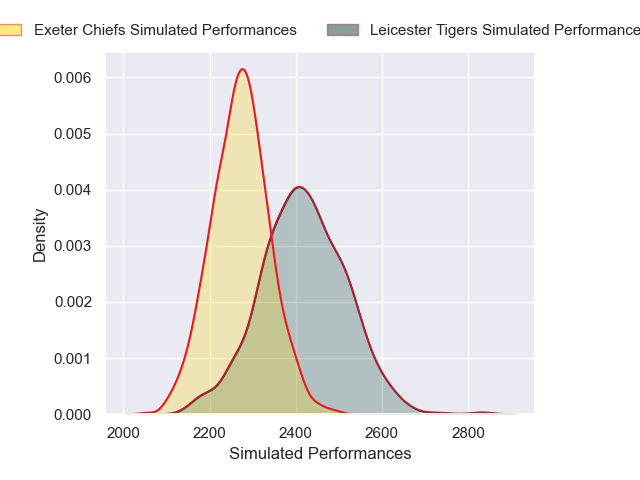 Exeter Chiefs Simulated Performances Leicester Tigers Simulated Performance
0.006
0.005
0.004
0.003
0.002
0.001
0.000
Density
2000 2200 2400 2600 2800
Simulated Performances